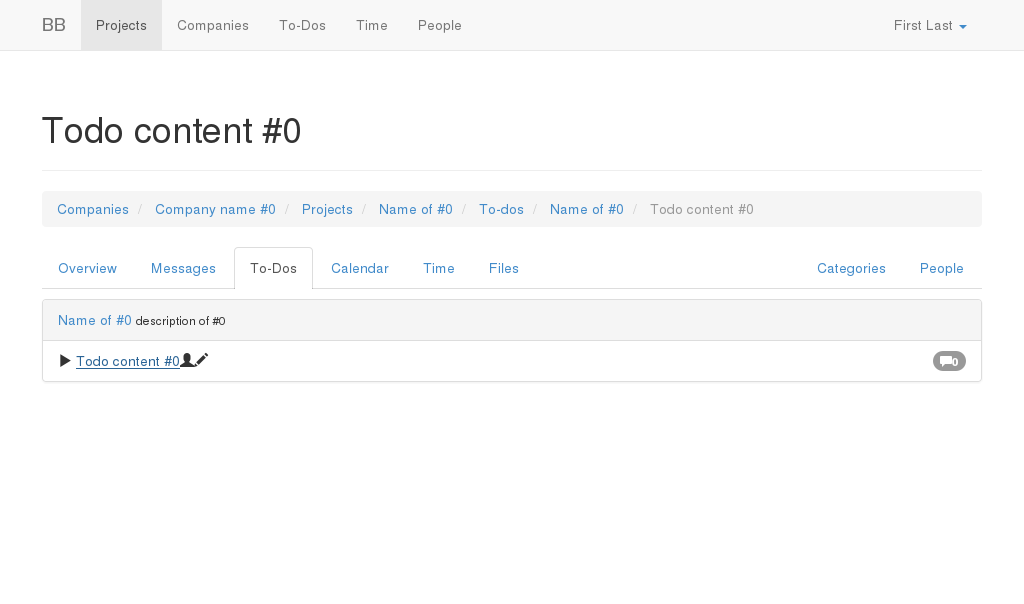 BB Projects Companies To-Dos Time People First Last
Todo content #0
Companies / Company name #0 / Projects / Name of #0 / To-dos / Name of #0 / Todo content #0
Overview Messages To-Dos Calendar Time Files Categories People
Name of #0 description of #0
Todo content #0 0